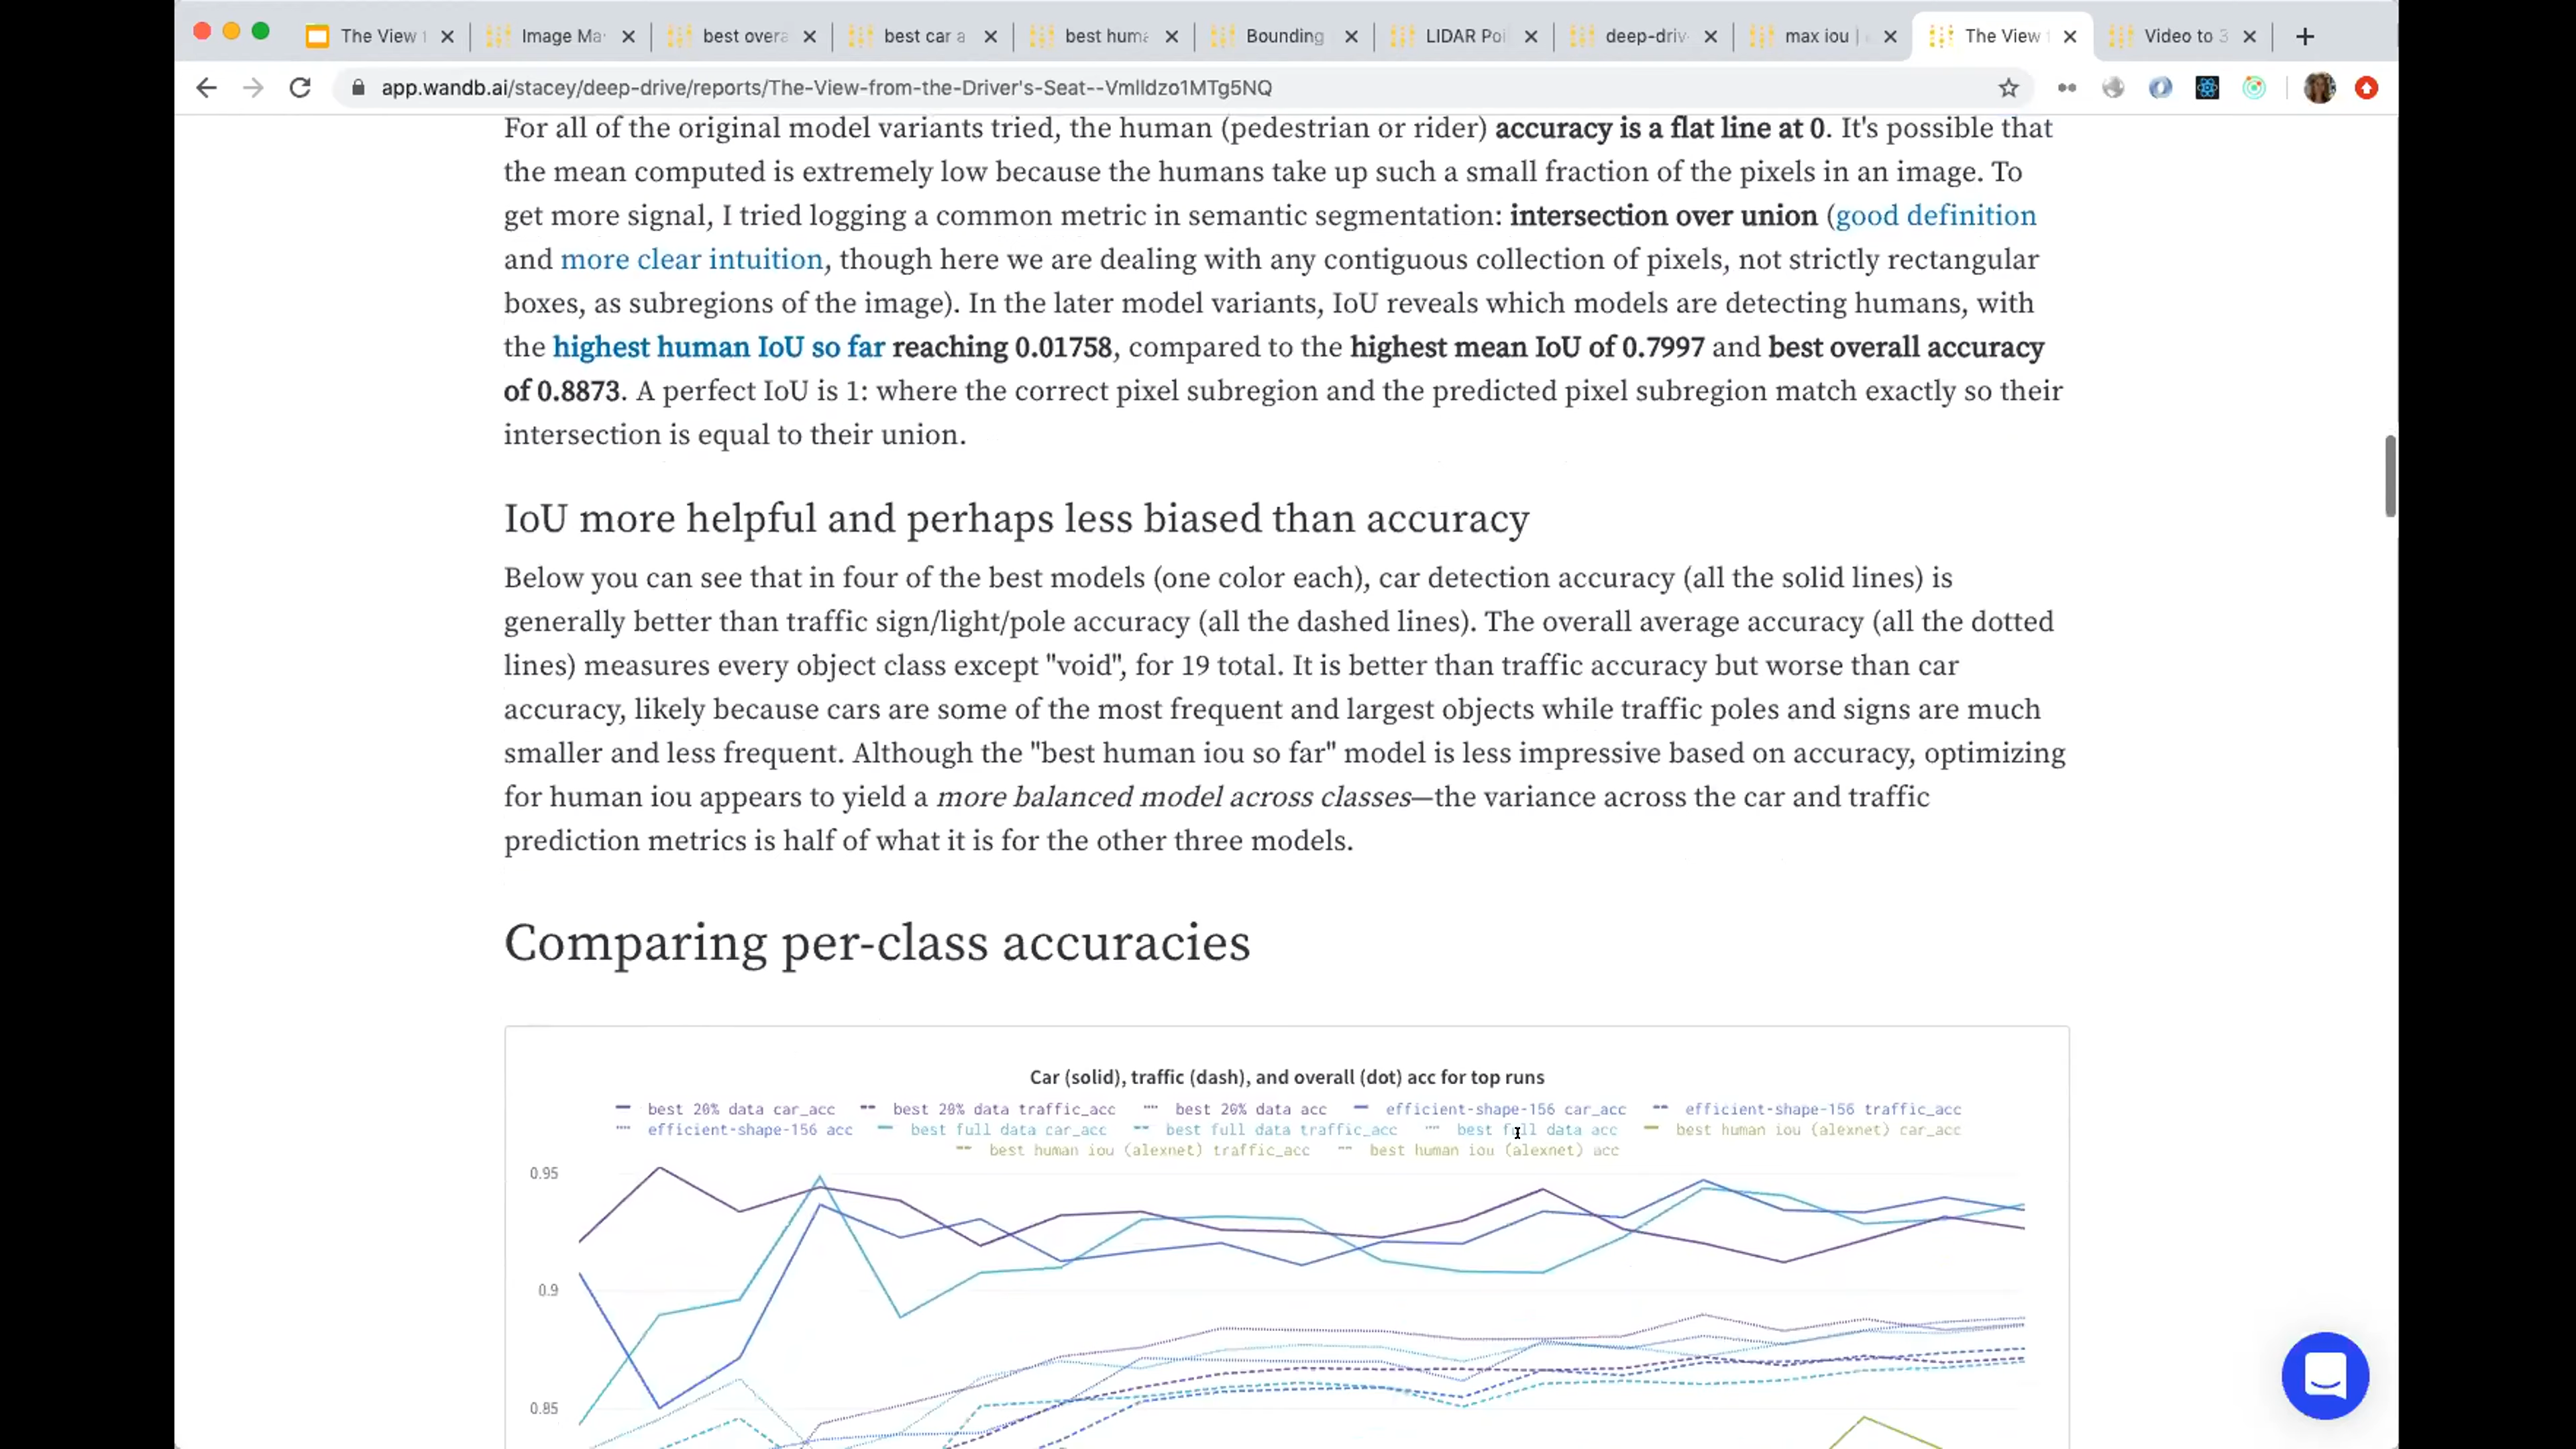 The View
Image Ma
best overa
best car a
best huma
Bounding
LIDAR Poi
deep-driv
max iou |
The View
Video to 3
app.wandb.ai/stacey/deep-drive/reports/The-View-from-the-Driver's-Seat--Vmlldzo1MTg5NQ
For all of the original model variants tried, the human (pedestrian or rider) accuracy is a flat line at 0. It's possible that
the mean computed is extremely low because the humans take up such a small fraction of the pixels in an image. To
get more signal, I tried logging a common metric in semantic segmentation: intersection over union (good definition
and more clear intuition, though here we are dealing with any contiguous collection of pixels, not strictly rectangular
boxes, as subregions of the image). In the later model variants, IoU reveals which models are detecting humans, with
the highest human IoU so far reaching 0.01758, compared to the highest mean IoU of 0.7997 and best overall accuracy
of 0.8873. A perfect IoU is 1: where the correct pixel subregion and the predicted pixel subregion match exactly so their
intersection is equal to their union.
IoU more helpful and perhaps less biased than accuracy
Below you can see that in four of the best models (one color each), car detection accuracy (all the solid lines) is
generally better than traffic sign/light/pole accuracy (all the dashed lines). The overall average accuracy (all the dotted
lines) measures every object class except "void", for 19 total. It is better than traffic accuracy but worse than car
accuracy, likely because cars are some of the most frequent and largest objects while traffic poles and signs are much
smaller and less frequent. Although the "best human iou so far" model is less impressive based on accuracy, optimizing
for human iou appears to yield a more balanced model across classes—the variance across the car and traffic
prediction metrics is half of what it is for the other three models.
Comparing per-class accuracies
Car (solid), traffic (dash), and overall (dot) acc for top runs
best 20% data car_acc best 20% data traffic_acc best 20% data acc efficient-shape-156 car_acc efficient-shape-156 traffic_acc
efficient-shape-156 acc best full data car_acc best full data traffic_acc best full data acc best human iou (alexnet) car_acc
best human iou (alexnet) traffic_acc best human iou (alexnet) acc
0.95
0.9
0.85